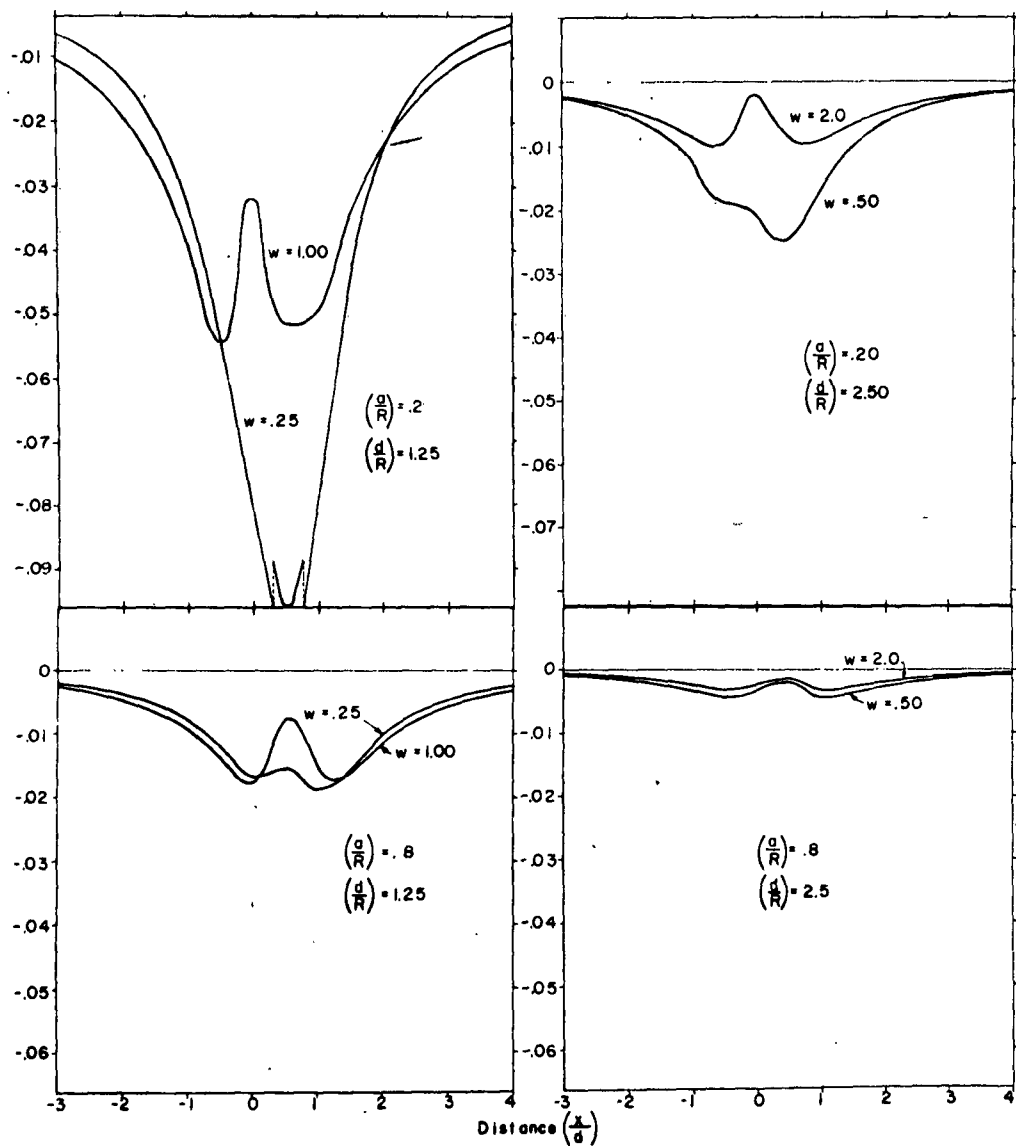 -.01
-.02
-.03
-.04
-.05
-.06
-.07
-.08
-.09
w = 1.00
w = .25
(a/R) = .2
(d/R) = 1.25
0
-.01
-.02
-.03
-.04
-.05
-.06
-.07
w = 2.0
w = .50
(a/R) = .20
(d/R) = 2.50
0
-.01
-.02
-.03
-.04
-.05
-.06
w = .25
w = 1.00
(a/R) = .8
(d/R) = 1.25
-3 -2 -1 0 1 2 3 4
0
-.01
-.02
-.03
-.04
-.05
-.06
w = 2.0
w = .50
(a/R) = .8
(d/R) = 2.5
-3 -2 -1 0 1 2 3 4
Distance (x/d)